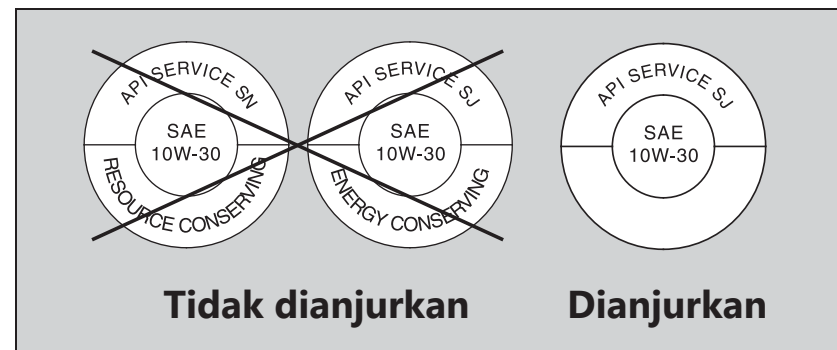 API SERVICE SN
SAE
10W-30
RESOURCE CONSERVING
API SERVICE SJ
SAE
10W-30
ENERGY CONSERVING
API SERVICE SJ
SAE
10W-30
Tidak dianjurkan
Dianjurkan